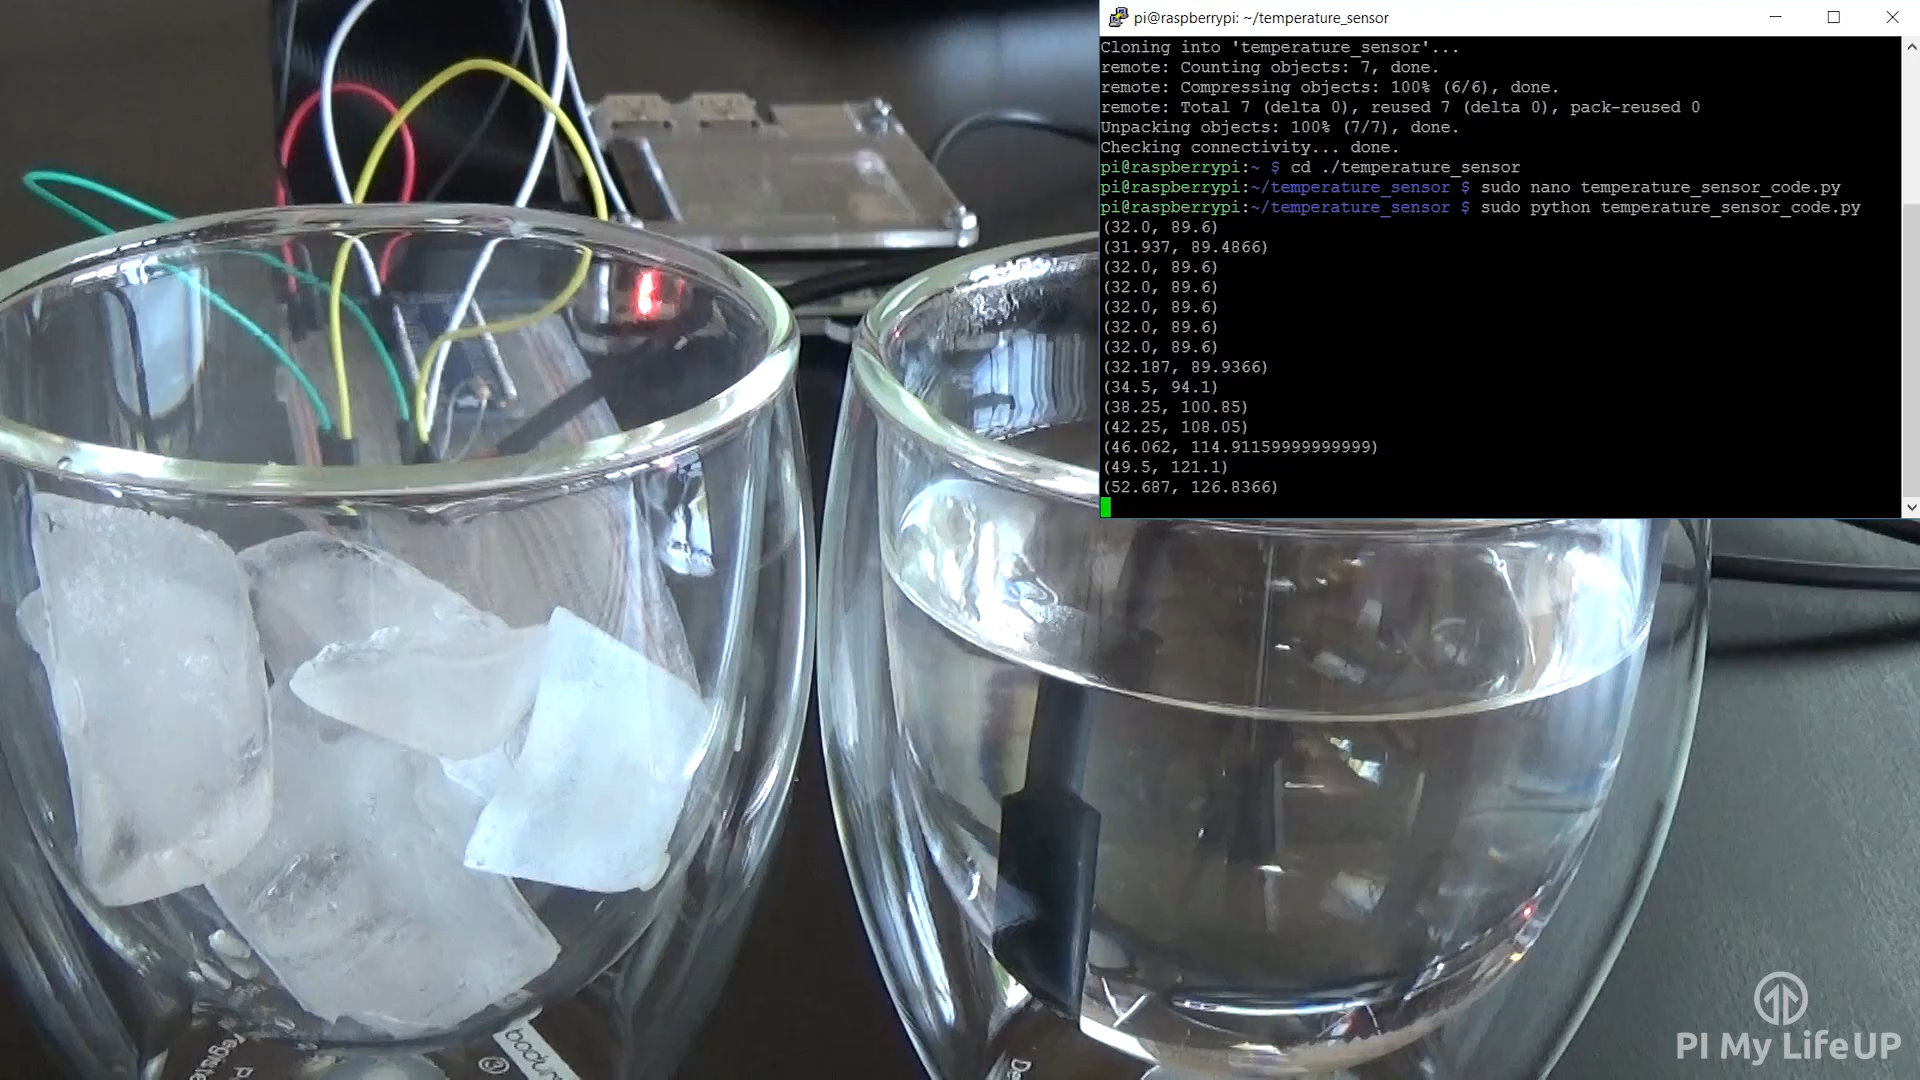 pi@raspberrypi: ~/temperature_sensor
Cloning into 'temperature_sensor'...
remote: Counting objects: 7, done.
remote: Compressing objects: 100% (6/6), done.
remote: Total 7 (delta 0), reused 7 (delta 0), pack-reused 0
Unpacking objects: 100% (7/7), done.
Checking connectivity... done.
pi@raspberrypi:~ $ cd ./temperature_sensor
pi@raspberrypi:~/temperature_sensor $ sudo nano temperature_sensor_code.py
pi@raspberrypi:~/temperature_sensor $ sudo python temperature_sensor_code.py
(32.0, 89.6)
(31.937, 89.4866)
(32.0, 89.6)
(32.0, 89.6)
(32.0, 89.6)
(32.0, 89.6)
(32.0, 89.6)
(32.187, 89.9366)
(34.5, 94.1)
(38.25, 100.85)
(42.25, 108.05)
(46.062, 114.91159999999999)
(49.5, 121.1)
(52.687, 126.8366)
bodum
PI My LifeUP